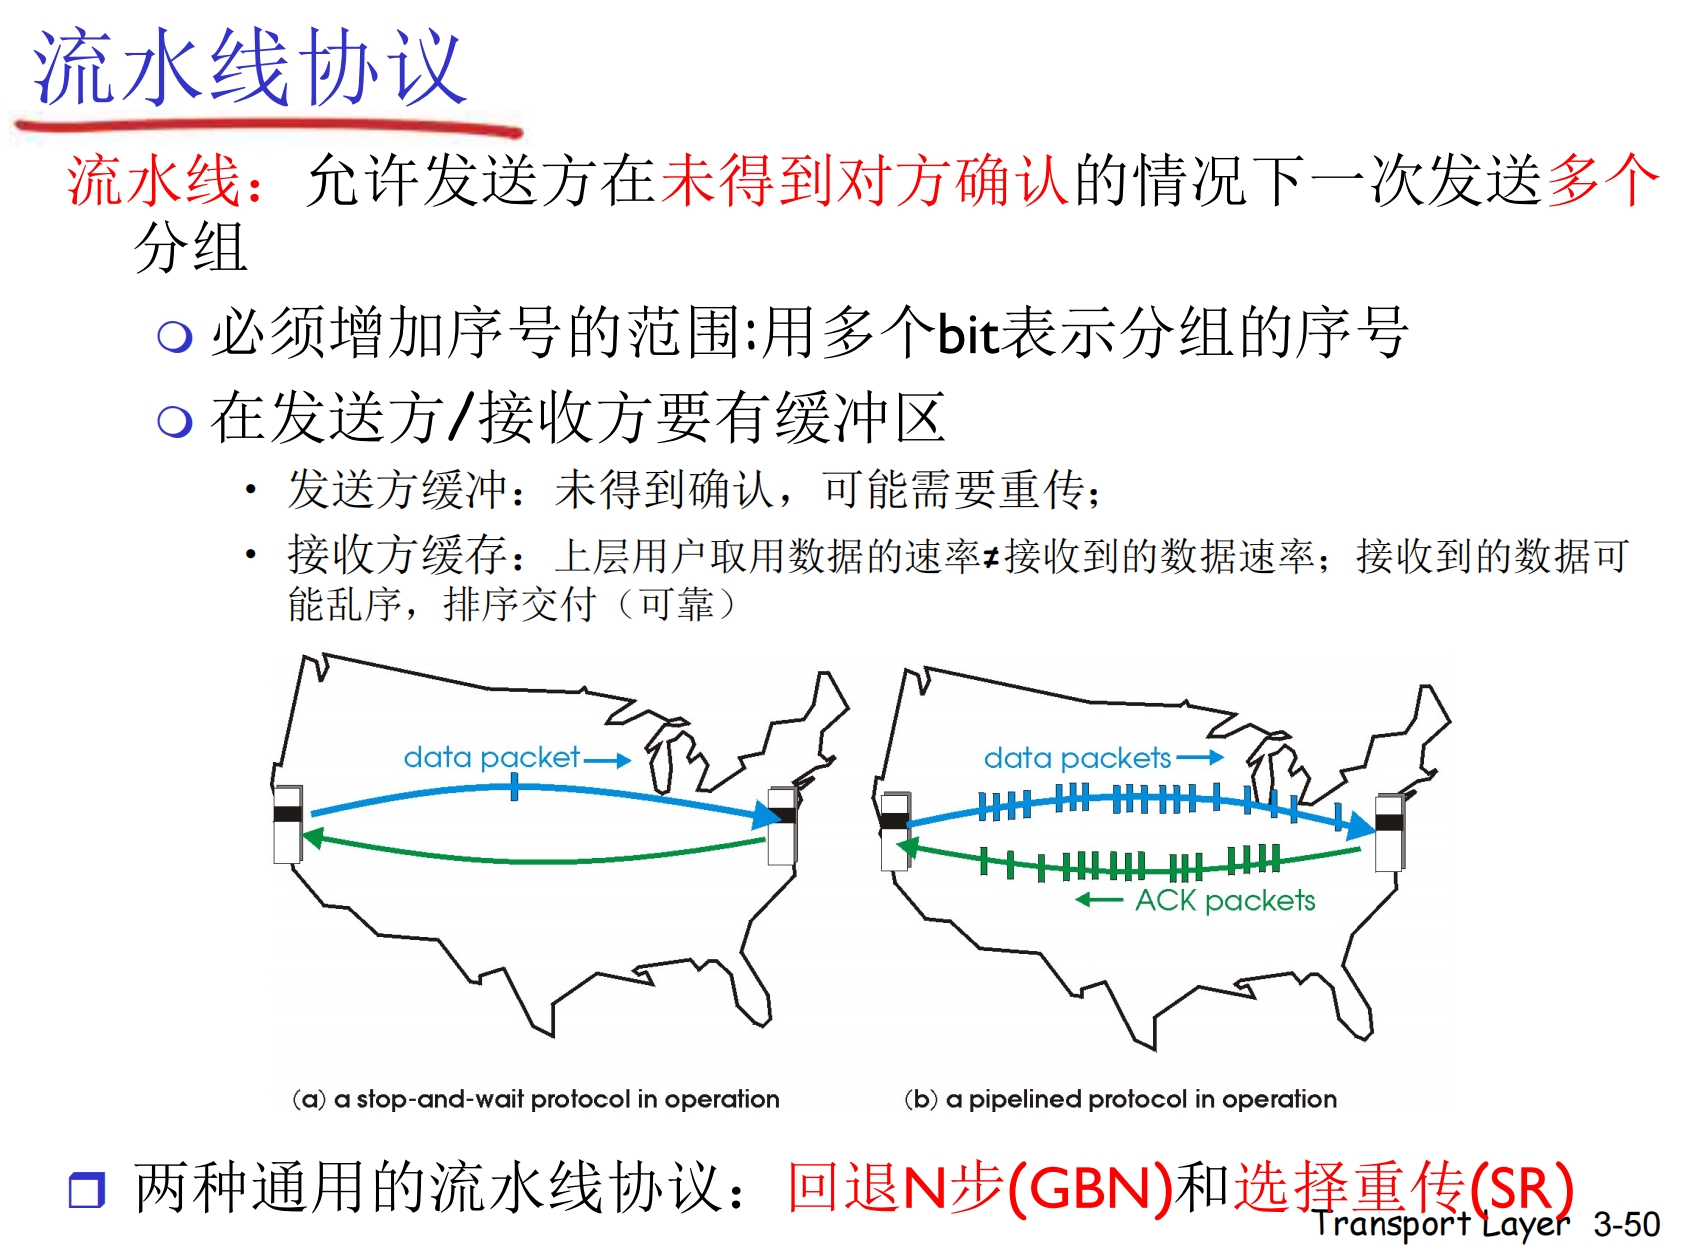 流水线协议
流水线：允许发送方在未得到对方确认的情况下一次发送多个
分组
必须增加序号的范围:用多个bit表示分组的序号
在发送方/接收方要有缓冲区
• 发送方缓冲：未得到确认，可能需要重传；
• 接收方缓存：上层用户取用数据的速率≠接收到的数据速率；接收到的数据可
能乱序，排序交付（可靠）
data packet
data packets
ACK packets
(a) a stop-and-wait protocol in operation
(b) a pipelined protocol in operation
两种通用的流水线协议：回退N步(GBN)和选择重传(SR)
Transport Layer 3-50